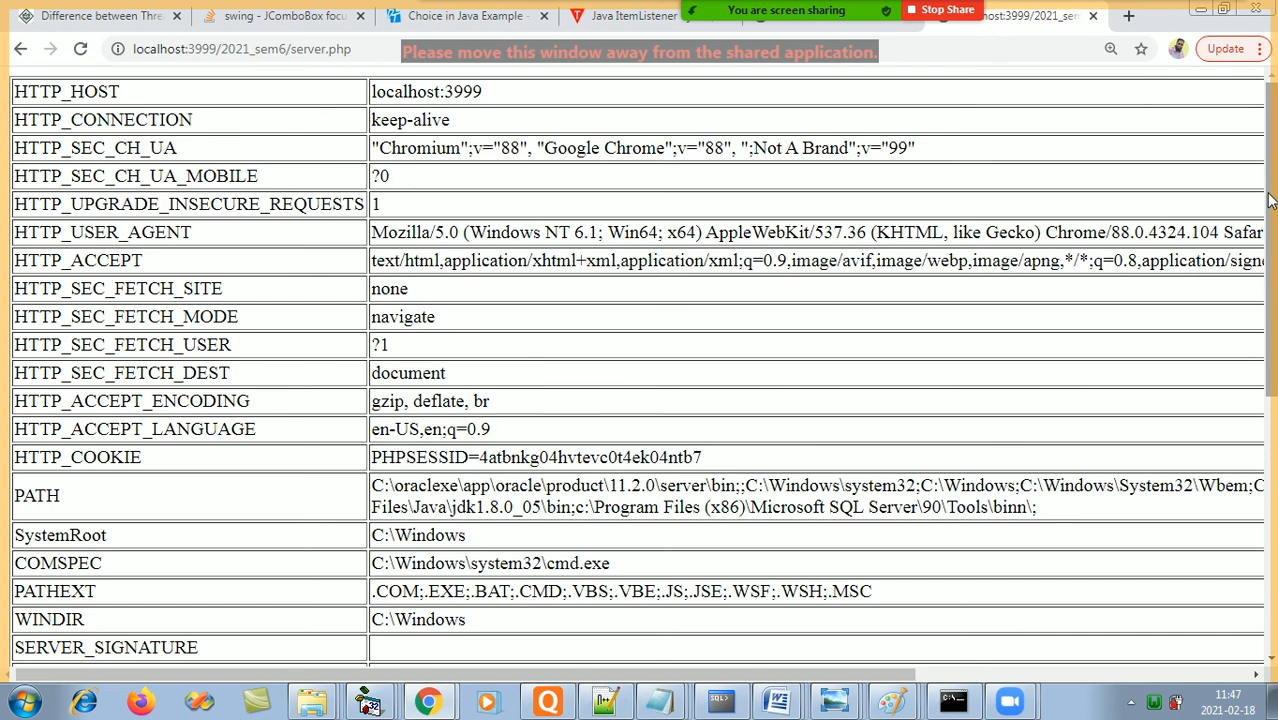 Difference between Thre
swing - JComboBox focu
Choice in Java Example -
Java ItemListener
You are screen sharing
Stop Share
localhost:3999/2021_sem
localhost:3999/2021_sem6/server.php
Please move this window away from the shared application.
Update
HTTP_HOST localhost:3999
HTTP_CONNECTION keep-alive
HTTP_SEC_CH_UA "Chromium";v="88", "Google Chrome";v="88", ";Not A Brand";v="99"
HTTP_SEC_CH_UA_MOBILE ?0
HTTP_UPGRADE_INSECURE_REQUESTS 1
HTTP_USER_AGENT Mozilla/5.0 (Windows NT 6.1; Win64; x64) AppleWebKit/537.36 (KHTML, like Gecko) Chrome/88.0.4324.104 Safar
HTTP_ACCEPT text/html,application/xhtml+xml,application/xml;q=0.9,image/avif,image/webp,image/apng,*/*;q=0.8,application/signe
HTTP_SEC_FETCH_SITE none
HTTP_SEC_FETCH_MODE navigate
HTTP_SEC_FETCH_USER ?1
HTTP_SEC_FETCH_DEST document
HTTP_ACCEPT_ENCODING gzip, deflate, br
HTTP_ACCEPT_LANGUAGE en-US,en;q=0.9
HTTP_COOKIE PHPSESSID=4atbnkg04hvtevc0t4ek04ntb7
PATH C:\oraclexe\app\oracle\product\11.2.0\server\bin;;C:\Windows\system32;C:\Windows;C:\Windows\System32\Wbem;C
Files\Java\jdk1.8.0_05\bin;c:\Program Files (x86)\Microsoft SQL Server\90\Tools\binn\;
SystemRoot C:\Windows
COMSPEC C:\Windows\system32\cmd.exe
PATHEXT .COM;.EXE;.BAT;.CMD;.VBS;.VBE;.JS;.JSE;.WSF;.WSH;.MSC
WINDIR C:\Windows
SERVER_SIGNATURE
11:47
2021-02-18